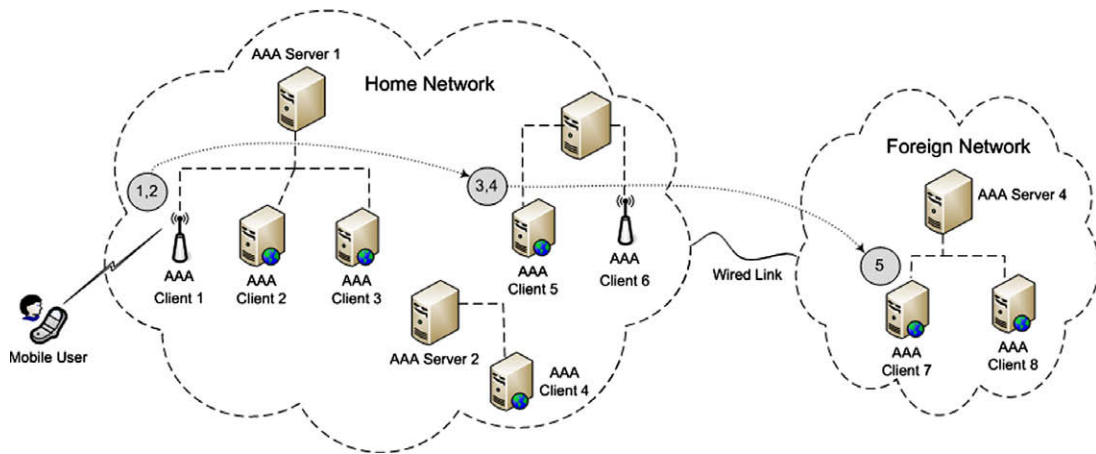 AAA Server 1
Home Network
Foreign Network
1,2
3,4
AAA Server 4
AAA
Client 1
AAA
Client 2
AAA
Client 3
AAA
Client 5
AAA
Client 6
Wired Link
5
Mobile User
AAA Server 2
AAA
Client 4
AAA
Client 7
AAA
Client 8